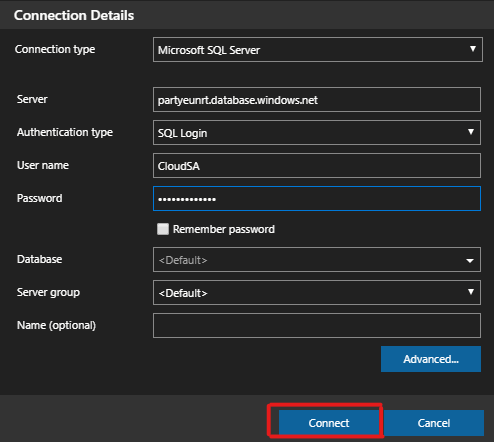 Connection Details
Connection type Microsoft SQL Server
Server partyeunrt.database.windows.net
Authentication type SQL Login
User name CloudSA
Password •••••••••••••
Remember password
Database <Default>
Server group <Default>
Name (optional)
Advanced...
Connect Cancel